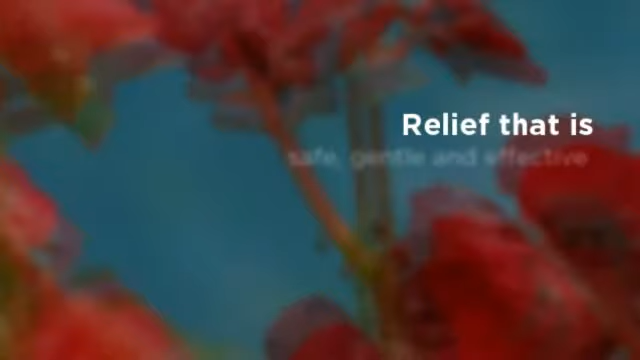 Relief that is
safe, gentle and effective